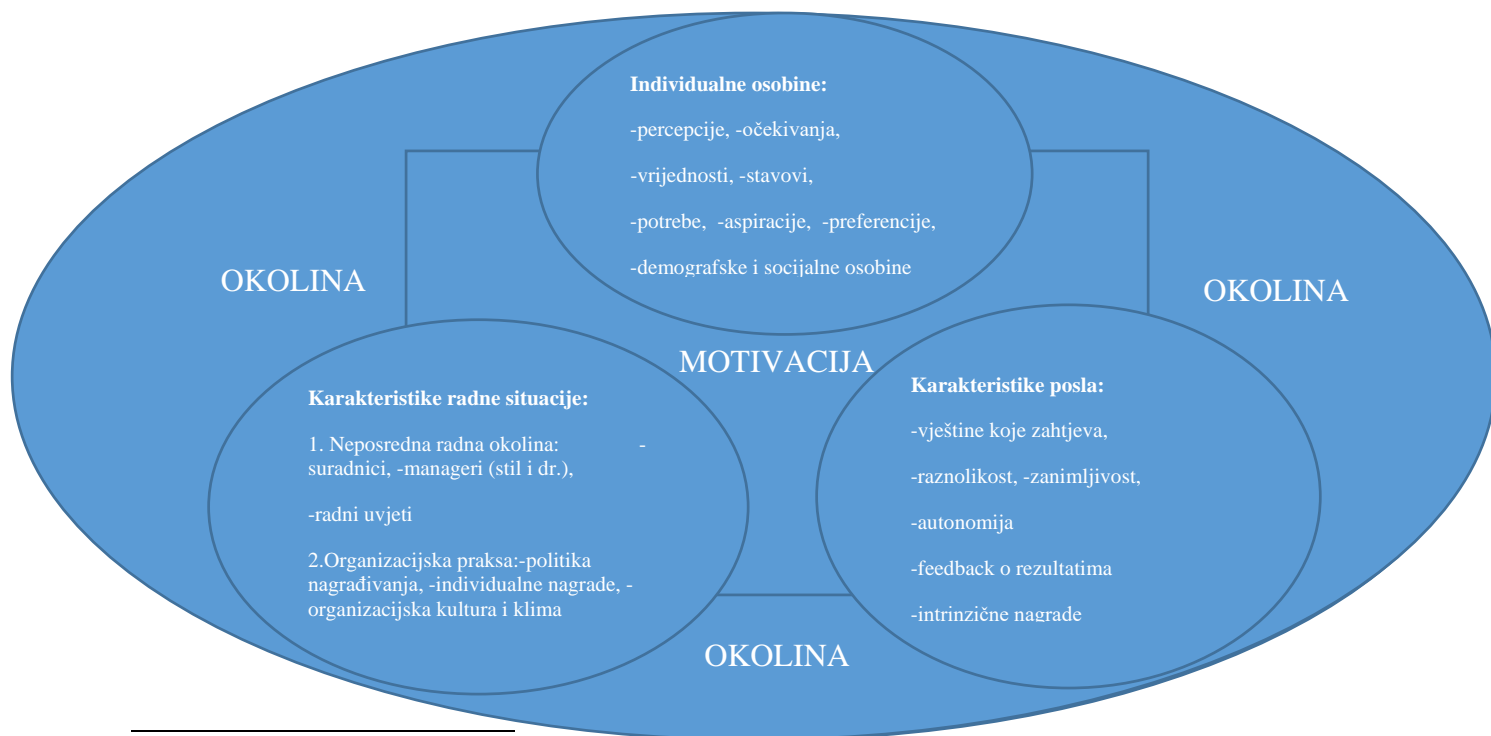 Individualne osobine:
-percepcije, -očekivanja,
-vrijednosti, -stavovi,
-potrebe, -aspiracije, -preferencije,
-demografske i socijalne osobine
OKOLINA
OKOLINA
MOTIVACIJA
Karakteristike radne situacije:
1. Neposredna radna okolina: -
suradnici, -manageri (stil i dr.),
-radni uvjeti
2.Organizacijska praksa:-politika
nagrađivanja, -individualne nagrade, -
organizacijska kultura i klima
Karakteristike posla:
-vještine koje zahtjeva,
-raznolikost, -zanimljivost,
-autonomija
-feedback o rezultatima
-intrinzične nagrade
OKOLINA